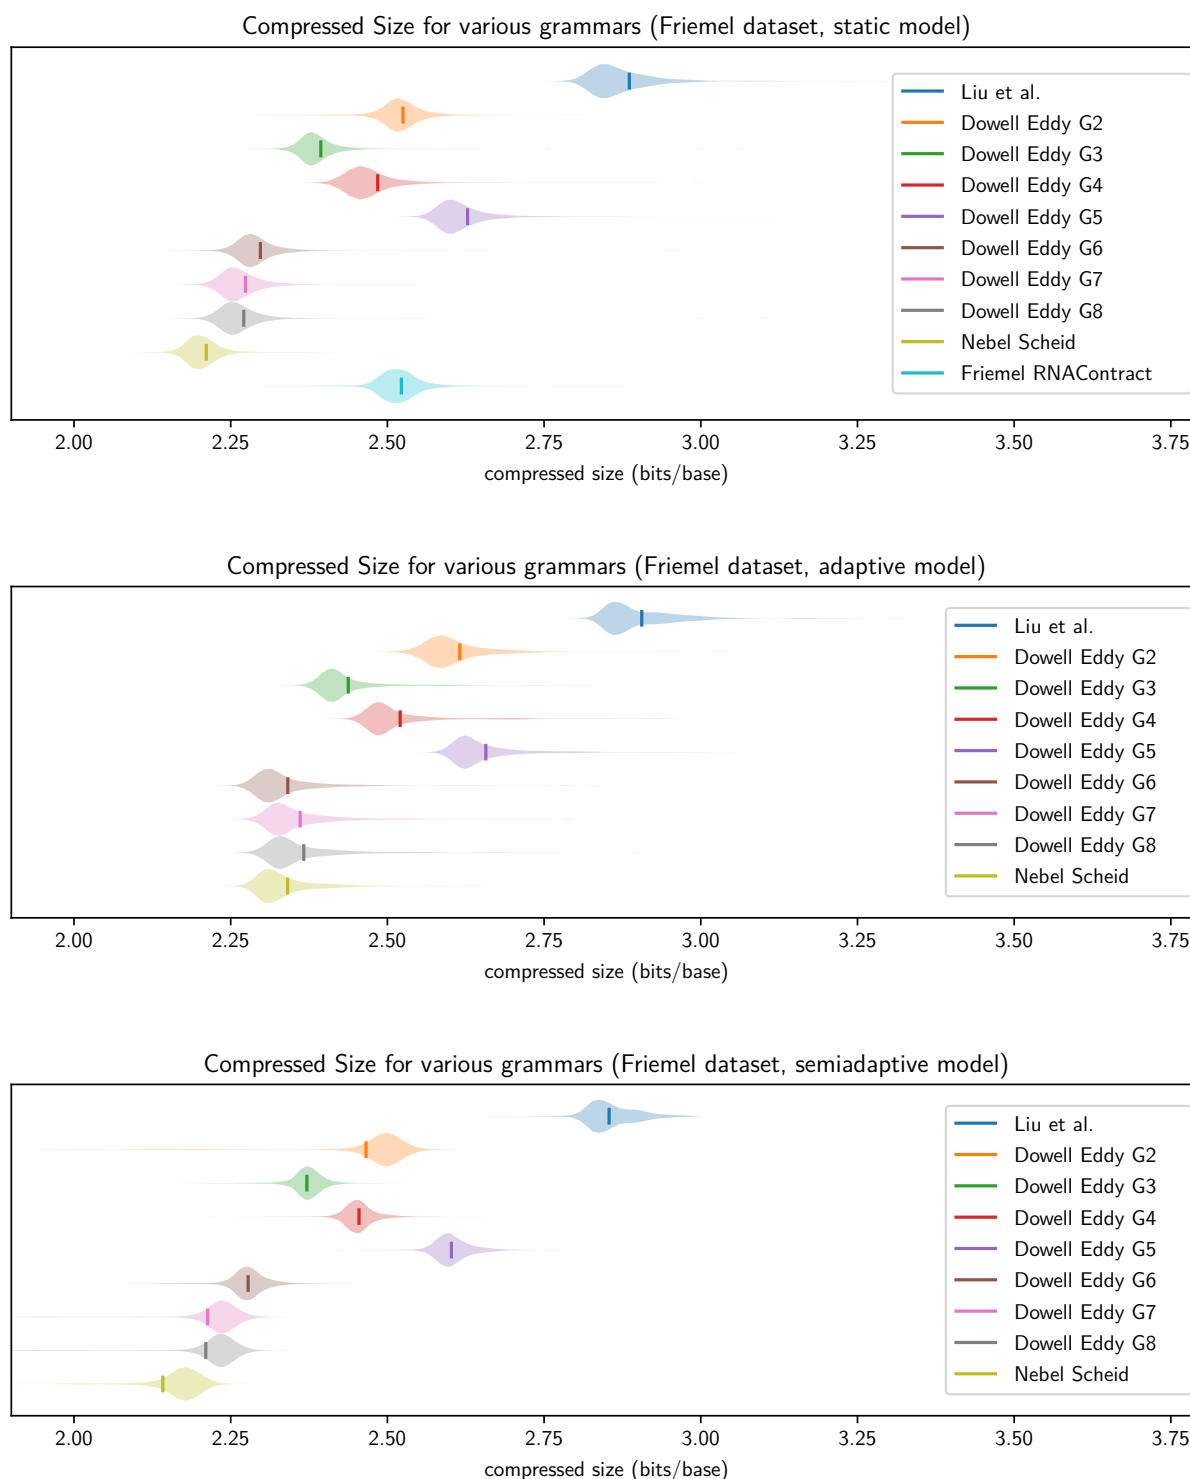 Compressed Size for various grammars (Friemel dataset, static model)
Liu et al.
Dowell Eddy G2
Dowell Eddy G3
Dowell Eddy G4
Dowell Eddy G5
Dowell Eddy G6
Dowell Eddy G7
Dowell Eddy G8
Nebel Scheid
Friemel RNAContract
2.00 2.25 2.50 2.75 3.00 3.25 3.50 3.75
compressed size (bits/base)
Compressed Size for various grammars (Friemel dataset, adaptive model)
Liu et al.
Dowell Eddy G2
Dowell Eddy G3
Dowell Eddy G4
Dowell Eddy G5
Dowell Eddy G6
Dowell Eddy G7
Dowell Eddy G8
Nebel Scheid
2.00 2.25 2.50 2.75 3.00 3.25 3.50 3.75
compressed size (bits/base)
Compressed Size for various grammars (Friemel dataset, semiadaptive model)
Liu et al.
Dowell Eddy G2
Dowell Eddy G3
Dowell Eddy G4
Dowell Eddy G5
Dowell Eddy G6
Dowell Eddy G7
Dowell Eddy G8
Nebel Scheid
2.00 2.25 2.50 2.75 3.00 3.25 3.50 3.75
compressed size (bits/base)